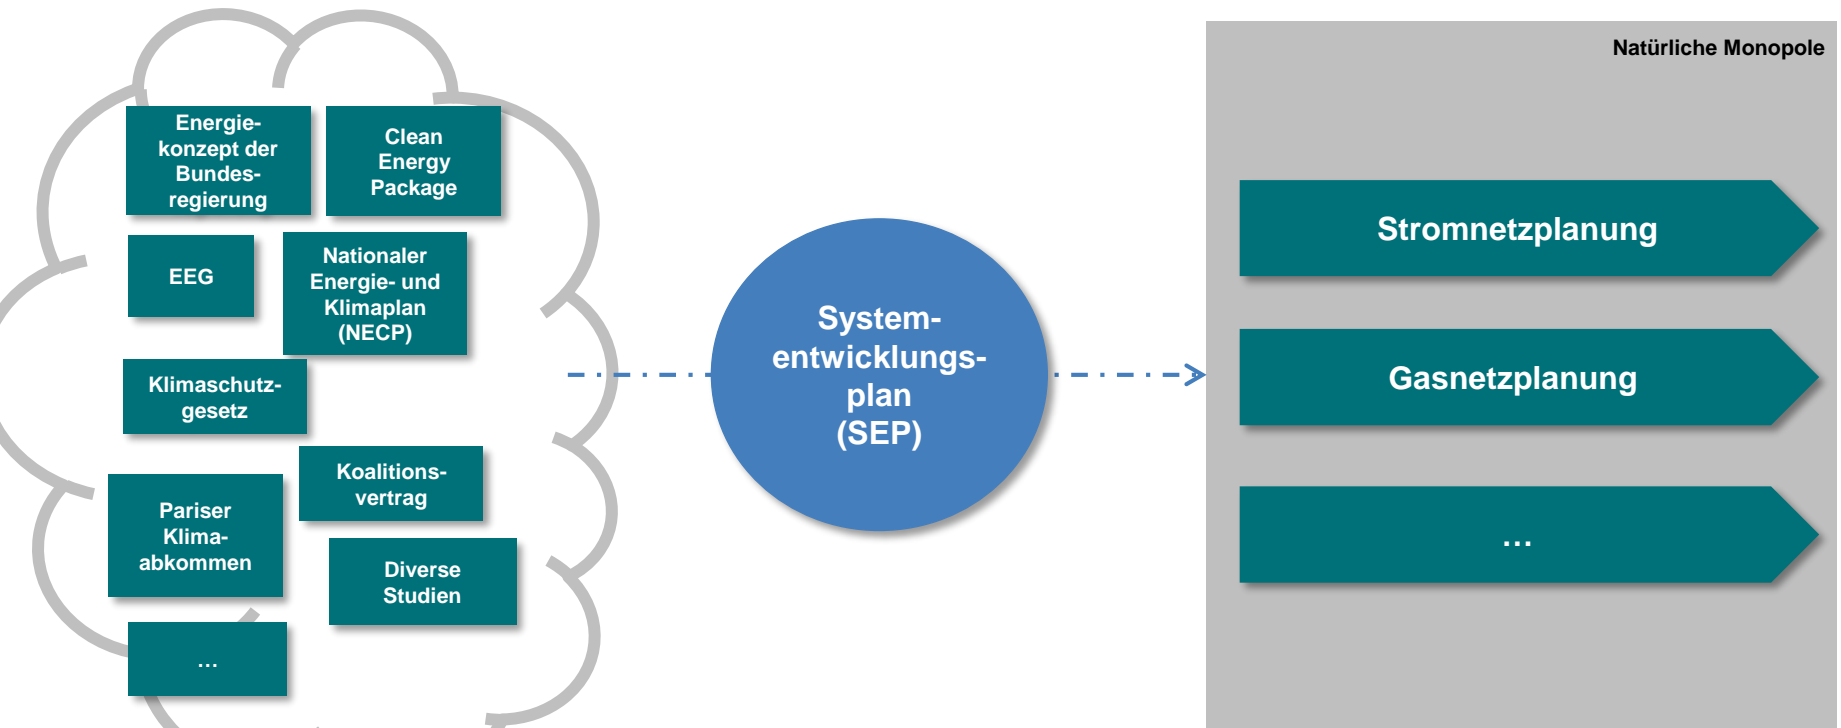 Energie-
konzept der
Bundes-
regierung
Clean
Energy
Package
EEG
Nationaler
Energie- und
Klimaplan
(NECP)
Klimaschutz-
gesetz
Koalitions-
vertrag
Pariser
Klima-
abkommen
Diverse
Studien
…
System-
entwicklungs-
plan
(SEP)
Natürliche Monopole
Stromnetzplanung
Gasnetzplanung
…